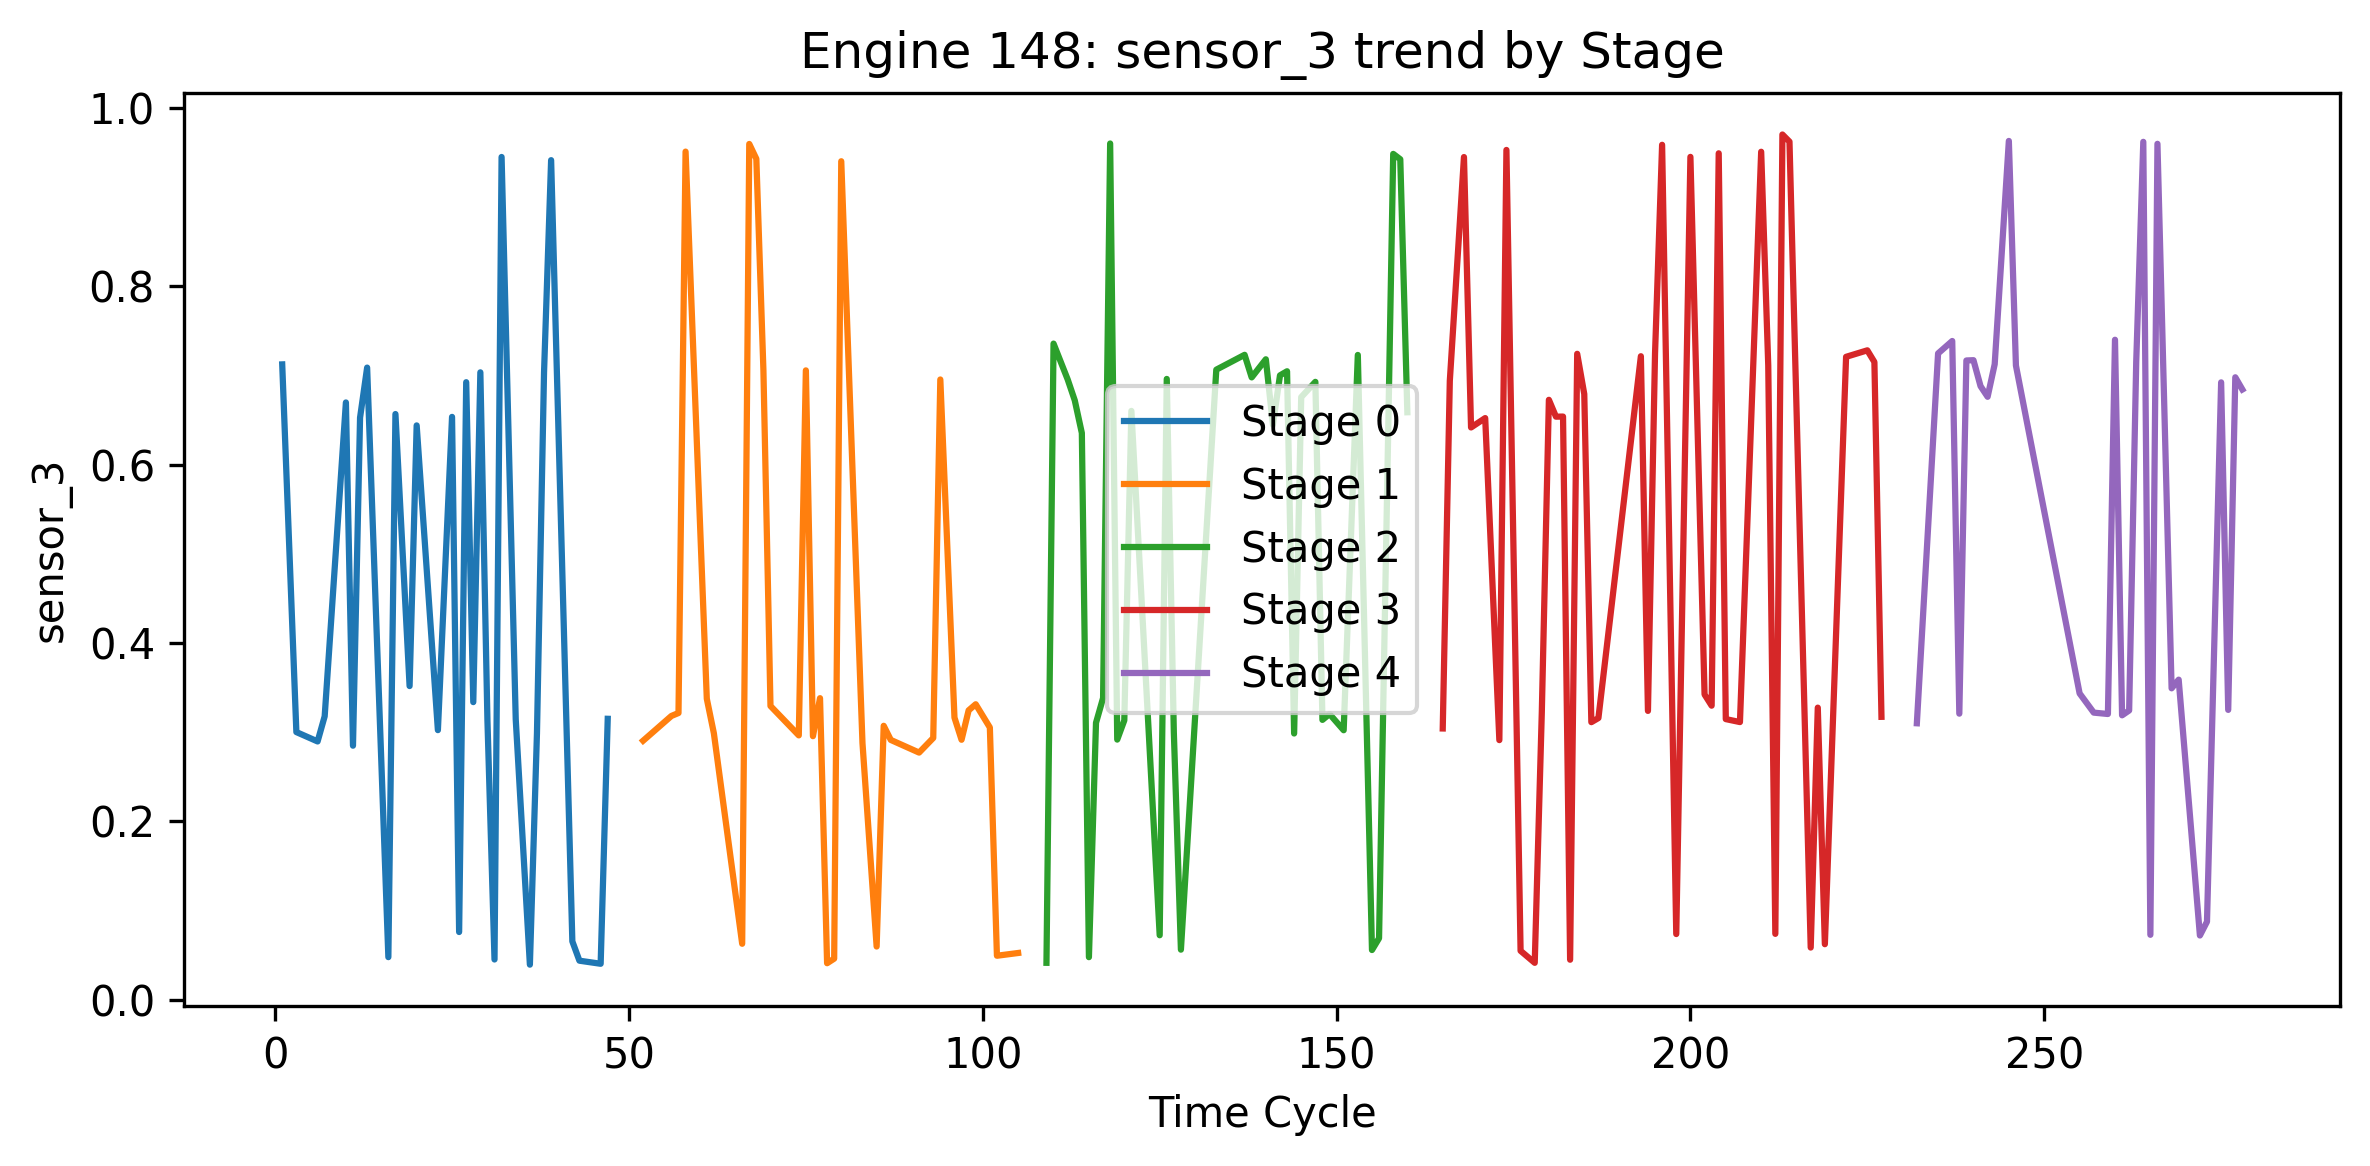 Engine 148: sensor_3 trend by Stage
1.0
0.8
0.6
0.4
0.2
0.0
sensor_3
Stage 0
Stage 1
Stage 2
Stage 3
Stage 4
0 50 100 150 200 250
Time Cycle